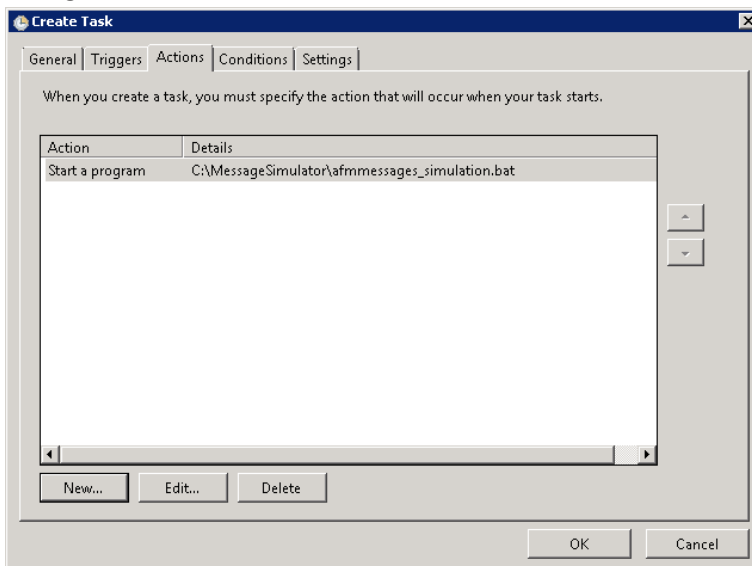 Create Task
General Triggers Actions Conditions Settings
When you create a task, you must specify the action that will occur when your task starts.
Action Details
Start a program C:\MessageSimulator\afmmessages_simulation.bat
New... Edit... Delete
OK Cancel